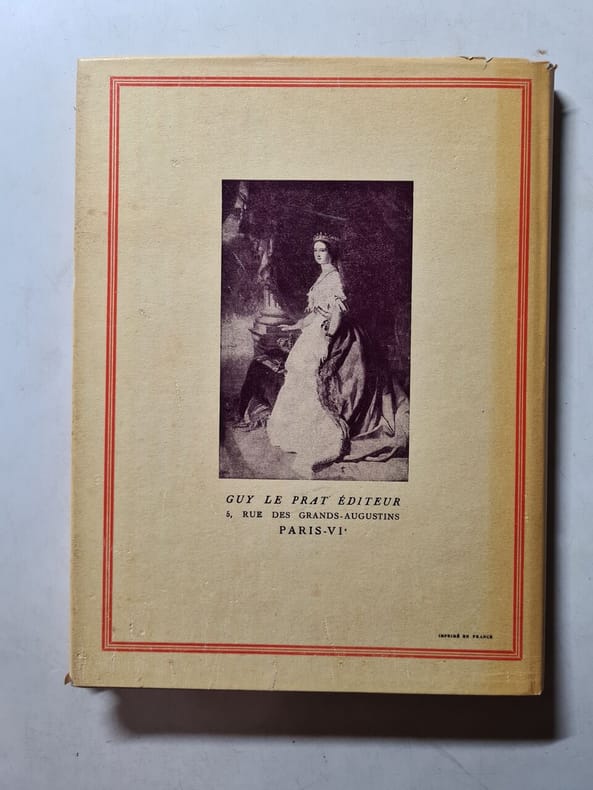 GUY LE PRAT ÉDITEUR
5, RUE DES GRANDS-AUGUSTINS
PARIS-VIᵉ
IMPRIMÉ EN FRANCE